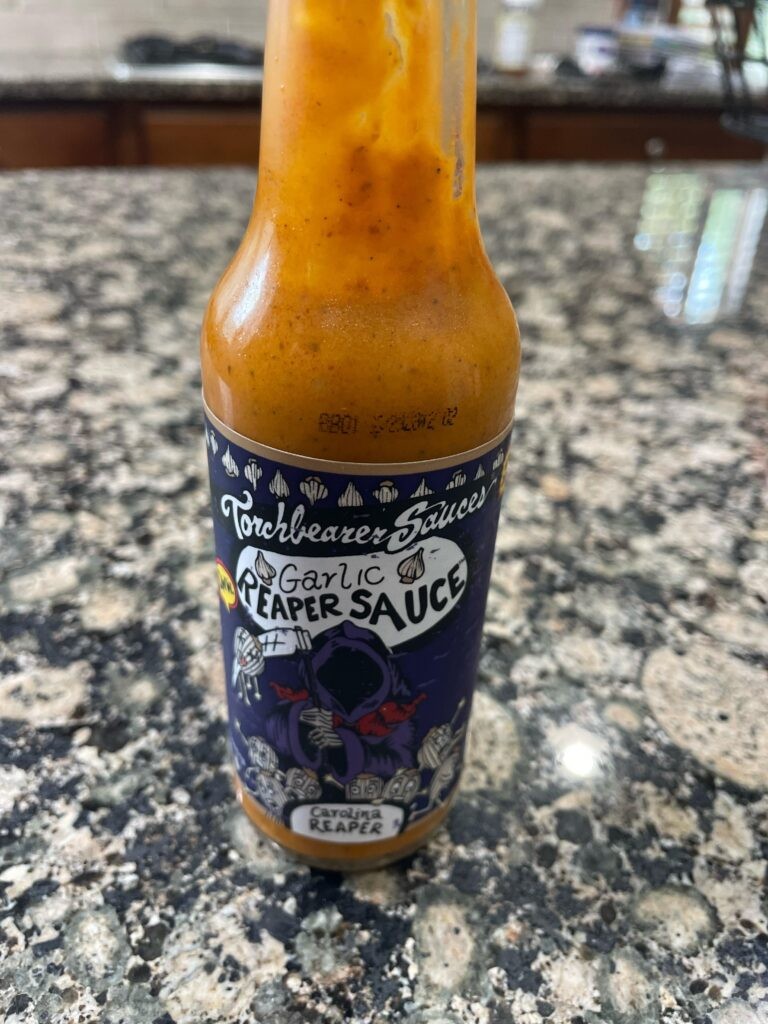 Torchbearer Sauces
Garlic
REAPER SAUCE
Carolina
REAPER